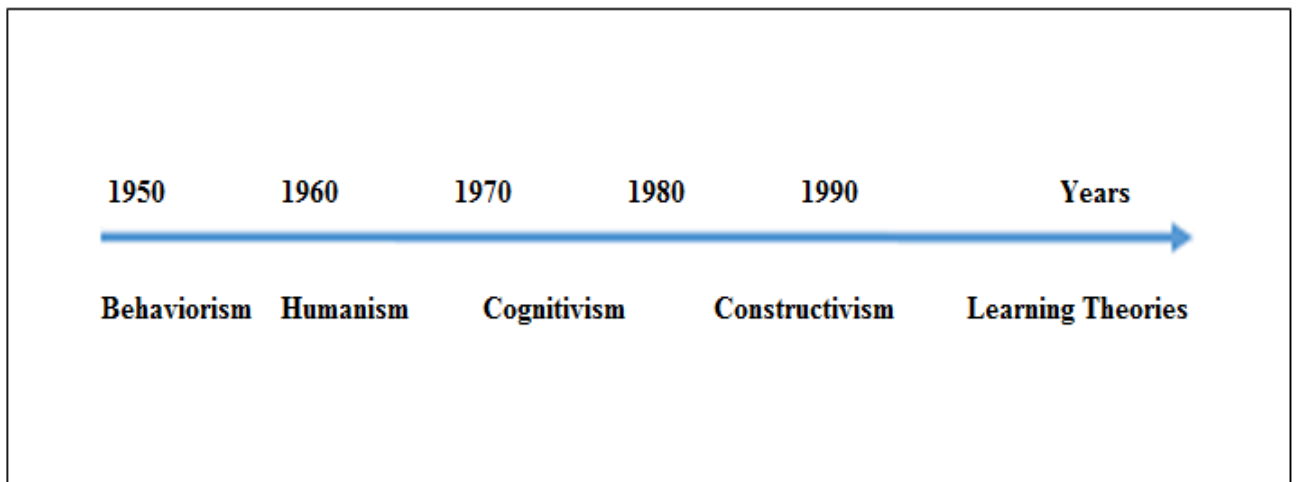 1950 1960 1970 1980 1990 Years
Behaviorism Humanism Cognitivism Constructivism Learning Theories